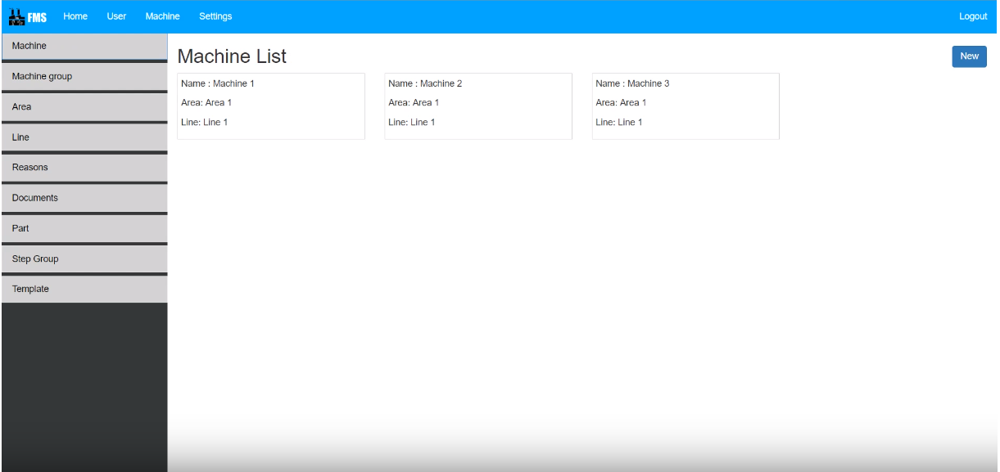 FMS Home User Machine Settings Logout
Machine
Machine group
Area
Line
Reasons
Documents
Part
Step Group
Template
Machine List
New
Name : Machine 1
Area: Area 1
Line: Line 1
Name : Machine 2
Area: Area 1
Line: Line 1
Name : Machine 3
Area: Area 1
Line: Line 1